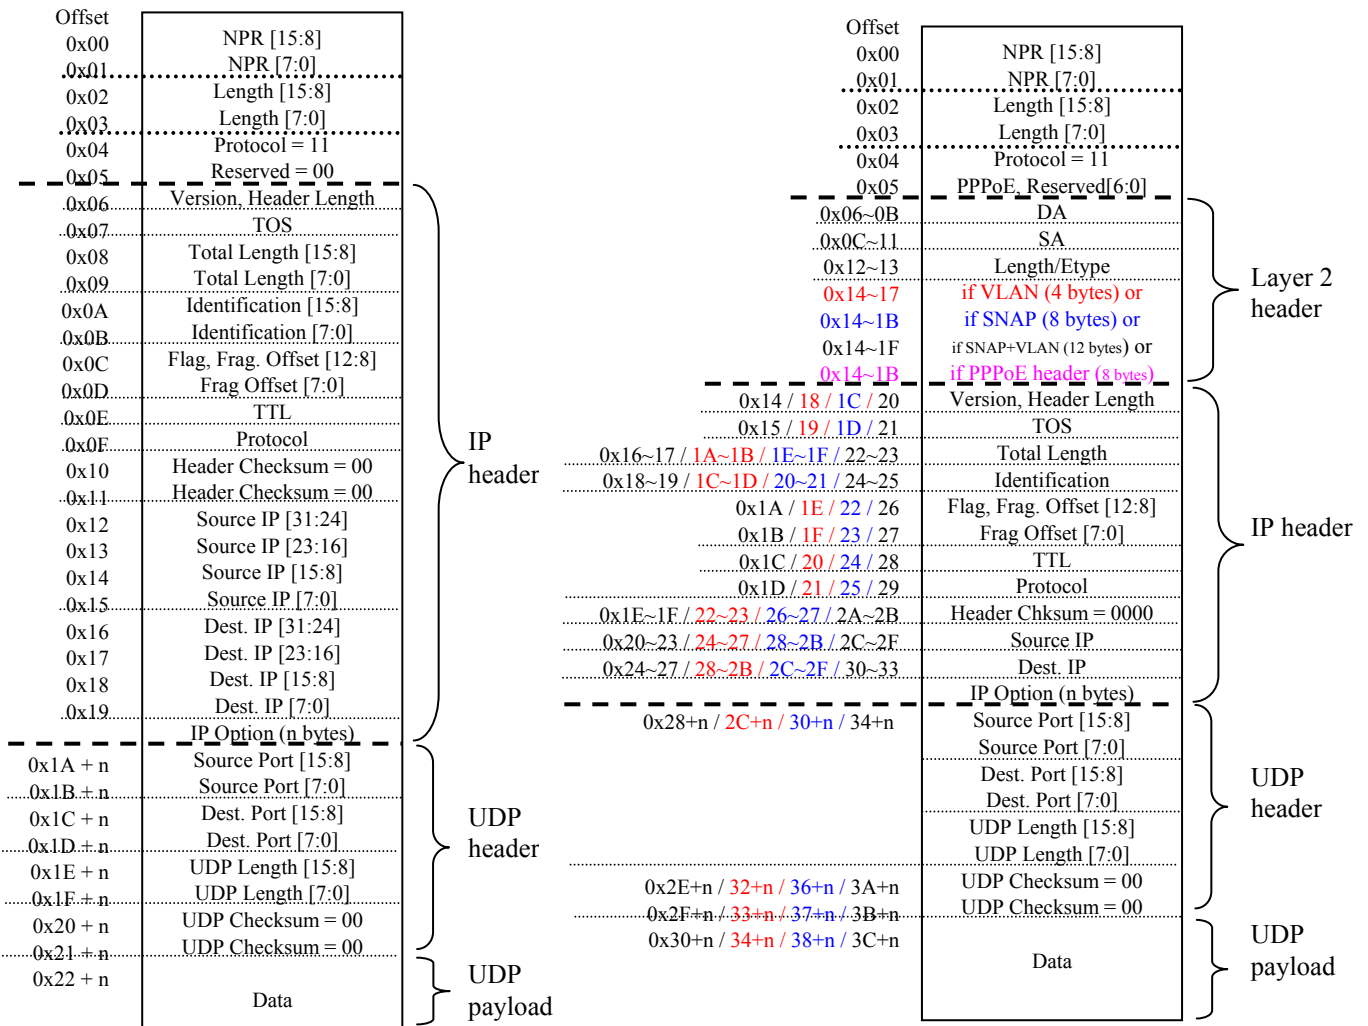 Offset
0x00 NPR [15:8]
0x01 NPR [7:0]
0x02 Length [15:8]
0x03 Length [7:0]
0x04 Protocol = 11
0x05 Reserved = 00
0x06 Version, Header Length
0x07 TOS
0x08 Total Length [15:8]
0x09 Total Length [7:0]
0x0A Identification [15:8]
0x0B Identification [7:0]
0x0C Flag, Frag. Offset [12:8]
0x0D Frag Offset [7:0]
0x0E TTL
0x0F Protocol
0x10 Header Checksum = 00
0x11 Header Checksum = 00
0x12 Source IP [31:24]
0x13 Source IP [23:16]
0x14 Source IP [15:8]
0x15 Source IP [7:0]
0x16 Dest. IP [31:24]
0x17 Dest. IP [23:16]
0x18 Dest. IP [15:8]
0x19 Dest. IP [7:0]
IP Option (n bytes)
IP
header
0x1A + n Source Port [15:8]
0x1B + n Source Port [7:0]
0x1C + n Dest. Port [15:8]
0x1D + n Dest. Port [7:0]
0x1E + n UDP Length [15:8]
0x1F + n UDP Length [7:0]
0x20 + n UDP Checksum = 00
0x21 + n UDP Checksum = 00
UDP
header
0x22 + n
Data
UDP
payload
Offset
0x00 NPR [15:8]
0x01 NPR [7:0]
0x02 Length [15:8]
0x03 Length [7:0]
0x04 Protocol = 11
0x05 PPPoE, Reserved[6:0]
0x06~0B DA
0x0C~11 SA
0x12~13 Length/Etype
0x14~17 if VLAN (4 bytes) or
0x14~1B if SNAP (8 bytes) or
0x14~1F if SNAP+VLAN (12 bytes) or
0x14~1B if PPPoE header (8 bytes)
Layer 2
header
0x14 / 18 / 1C / 20 Version, Header Length
0x15 / 19 / 1D / 21 TOS
0x16~17 / 1A~1B / 1E~1F / 22~23 Total Length
0x18~19 / 1C~1D / 20~21 / 24~25 Identification
0x1A / 1E / 22 / 26 Flag, Frag. Offset [12:8]
0x1B / 1F / 23 / 27 Frag Offset [7:0]
0x1C / 20 / 24 / 28 TTL
0x1D / 21 / 25 / 29 Protocol
0x1E~1F / 22~23 / 26~27 / 2A~2B Header Chksum = 0000
0x20~23 / 24~27 / 28~2B / 2C~2F Source IP
0x24~27 / 28~2B / 2C~2F / 30~33 Dest. IP
IP Option (n bytes)
IP header
0x28+n / 2C+n / 30+n / 34+n Source Port [15:8]
Source Port [7:0]
Dest. Port [15:8]
Dest. Port [7:0]
UDP Length [15:8]
UDP Length [7:0]
0x2E+n / 32+n / 36+n / 3A+n UDP Checksum = 00
0x2F+n / 33+n / 37+n / 3B+n UDP Checksum = 00
UDP
header
0x30+n / 34+n / 38+n / 3C+n
Data
UDP
payload